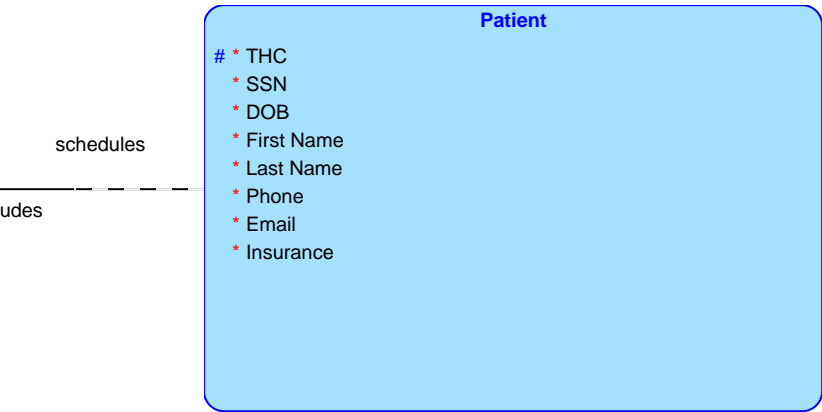 Patient
# * THC
* SSN
* DOB
* First Name
* Last Name
* Phone
* Email
* Insurance
schedules
udes